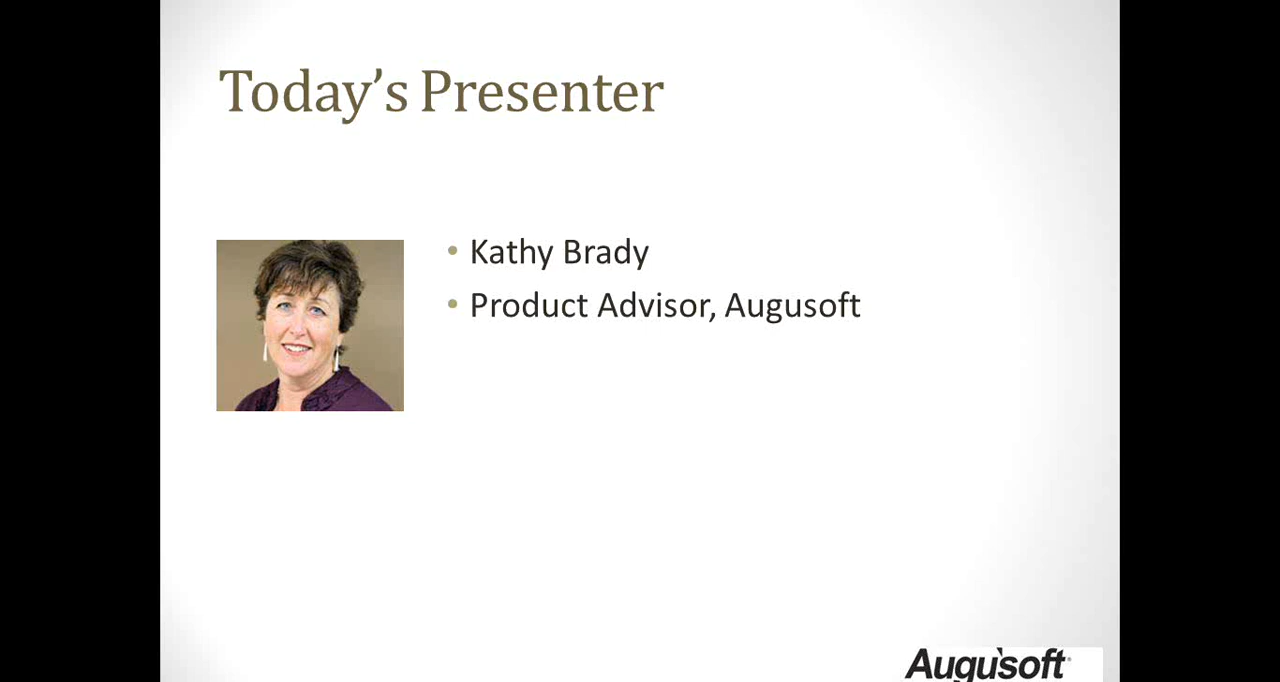 Today’s Presenter
• Kathy Brady
• Product Advisor, Augusoft
Augusoft®